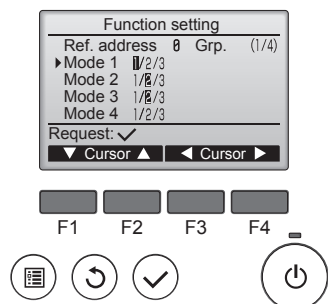 Function setting
Ref. address 0 Grp. (1/4)
▶Mode 1 1/2/3
Mode 2 1/2/3
Mode 3 1/2/3
Mode 4 1/2/3
Request: ✓
▼ Cursor ▲ ◀ Cursor ▶
F1 F2 F3 F4